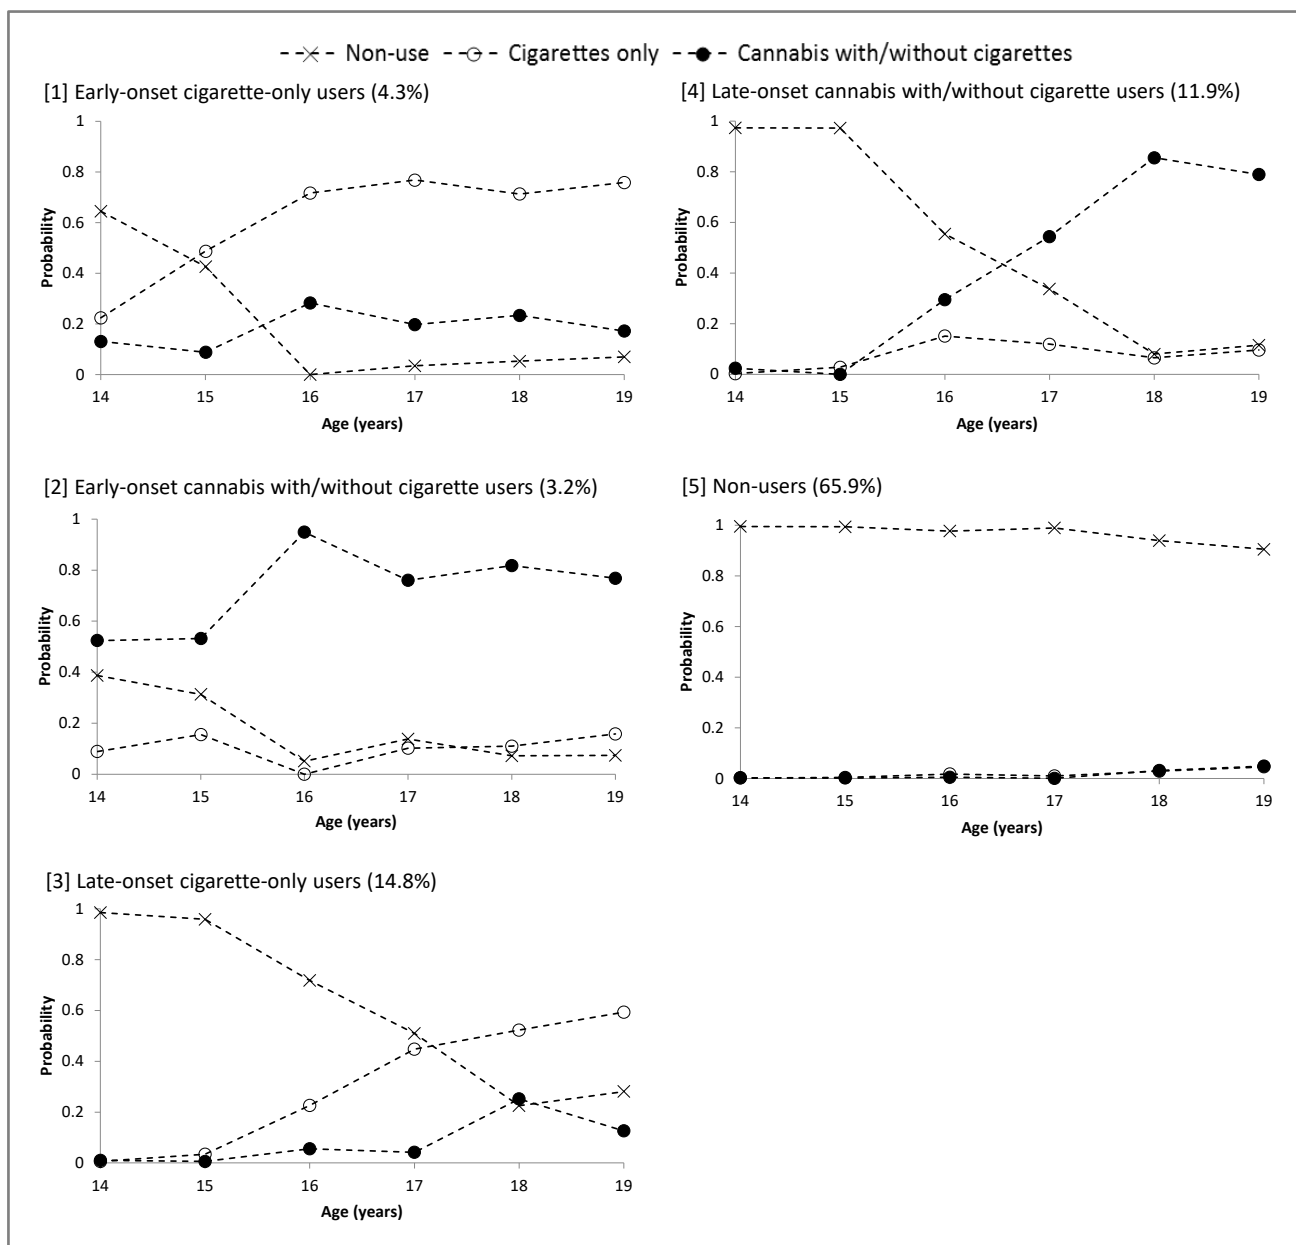 Non-use Cigarettes only Cannabis with/without cigarettes
[1] Early-onset cigarette-only users (4.3%)
1
0.8
0.6
0.4
0.2
0
Probability
14 15 16 17 18 19
Age (years)
[4] Late-onset cannabis with/without cigarette users (11.9%)
1
0.8
0.6
0.4
0.2
0
Probability
14 15 16 17 18 19
Age (years)
[2] Early-onset cannabis with/without cigarette users (3.2%)
1
0.8
0.6
0.4
0.2
0
Probability
14 15 16 17 18 19
Age (years)
[5] Non-users (65.9%)
1
0.8
0.6
0.4
0.2
0
Probability
14 15 16 17 18 19
Age (years)
[3] Late-onset cigarette-only users (14.8%)
1
0.8
0.6
0.4
0.2
0
Probability
14 15 16 17 18 19
Age (years)